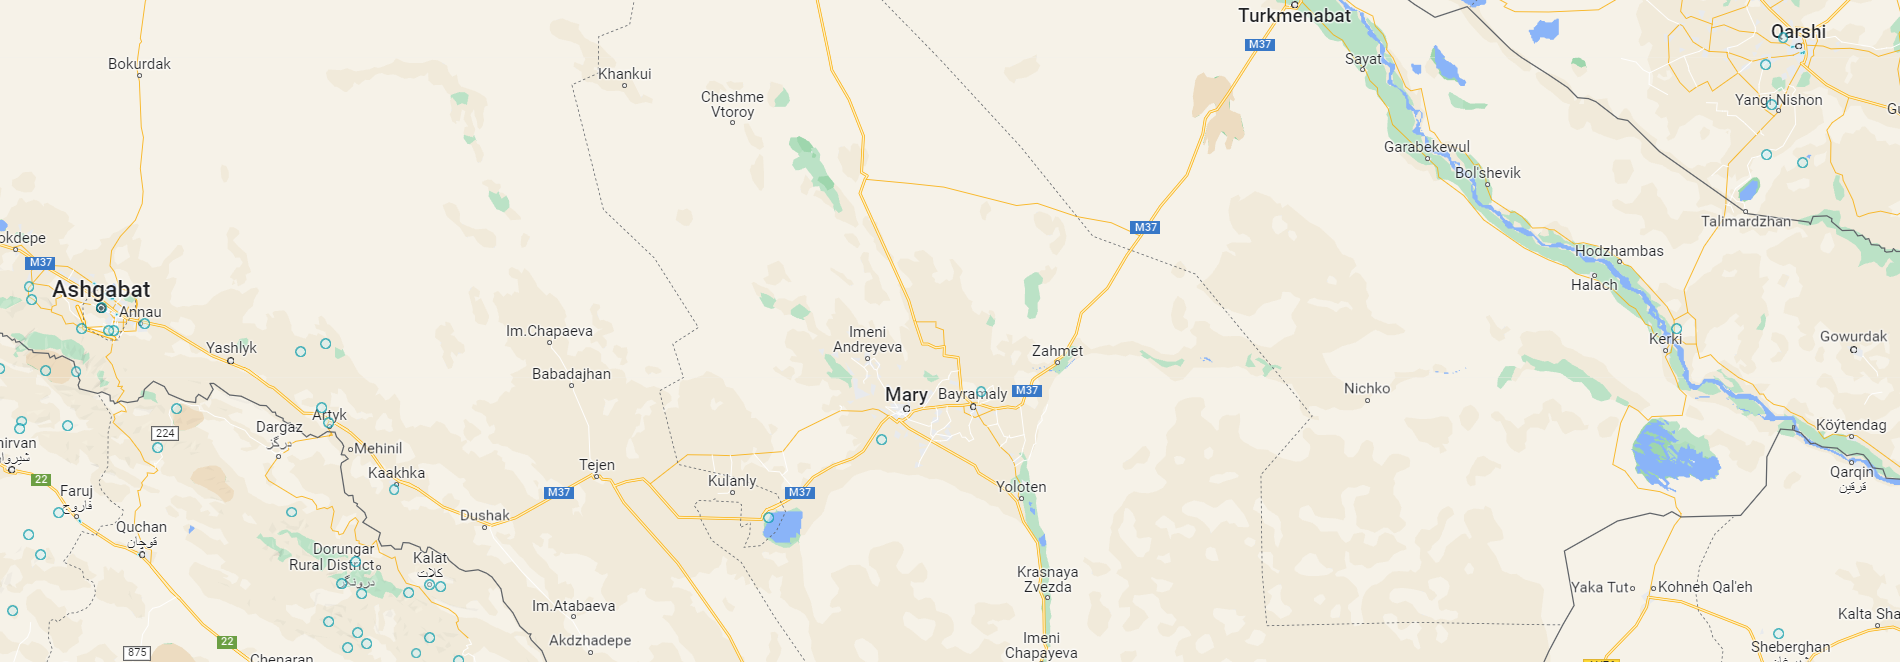 Turkmenabat
Qarshi
M37
Bokurdak
Khankui
Sayat
Cheshme
Vtoroy
Yangi Nishon
Garabekewul
Bol'shevik
Talimardzhan
M37
okdepe
M37
Hodzhambas
Halach
Ashgabat
Annau
Im.Chapaeva
Imeni
Andreyeva
Yashlyk
Zahmet
Kerki
Gowurdak
Babadajhan
Nichko
Mary
Bayramaly
M37
Artyk
224
Dargaz
درگز
Mehinil
Köýtendag
Kaakhka
Tejen
Kulanly
Qarqin
قرقین
22
Faruj
فاروج
M37
M37
Yoloten
Dushak
Quchan
قوچان
Dorungar
Rural District
درونگر
Kalat
کلات
Krasnaya
Zvezda
Yaka Tut
Kohneh Qal'eh
Im.Atabaeva
Kalta Sha
22
Akdzhadepe
Imeni
Chapayeva
875
Chenaran
Sheberghan